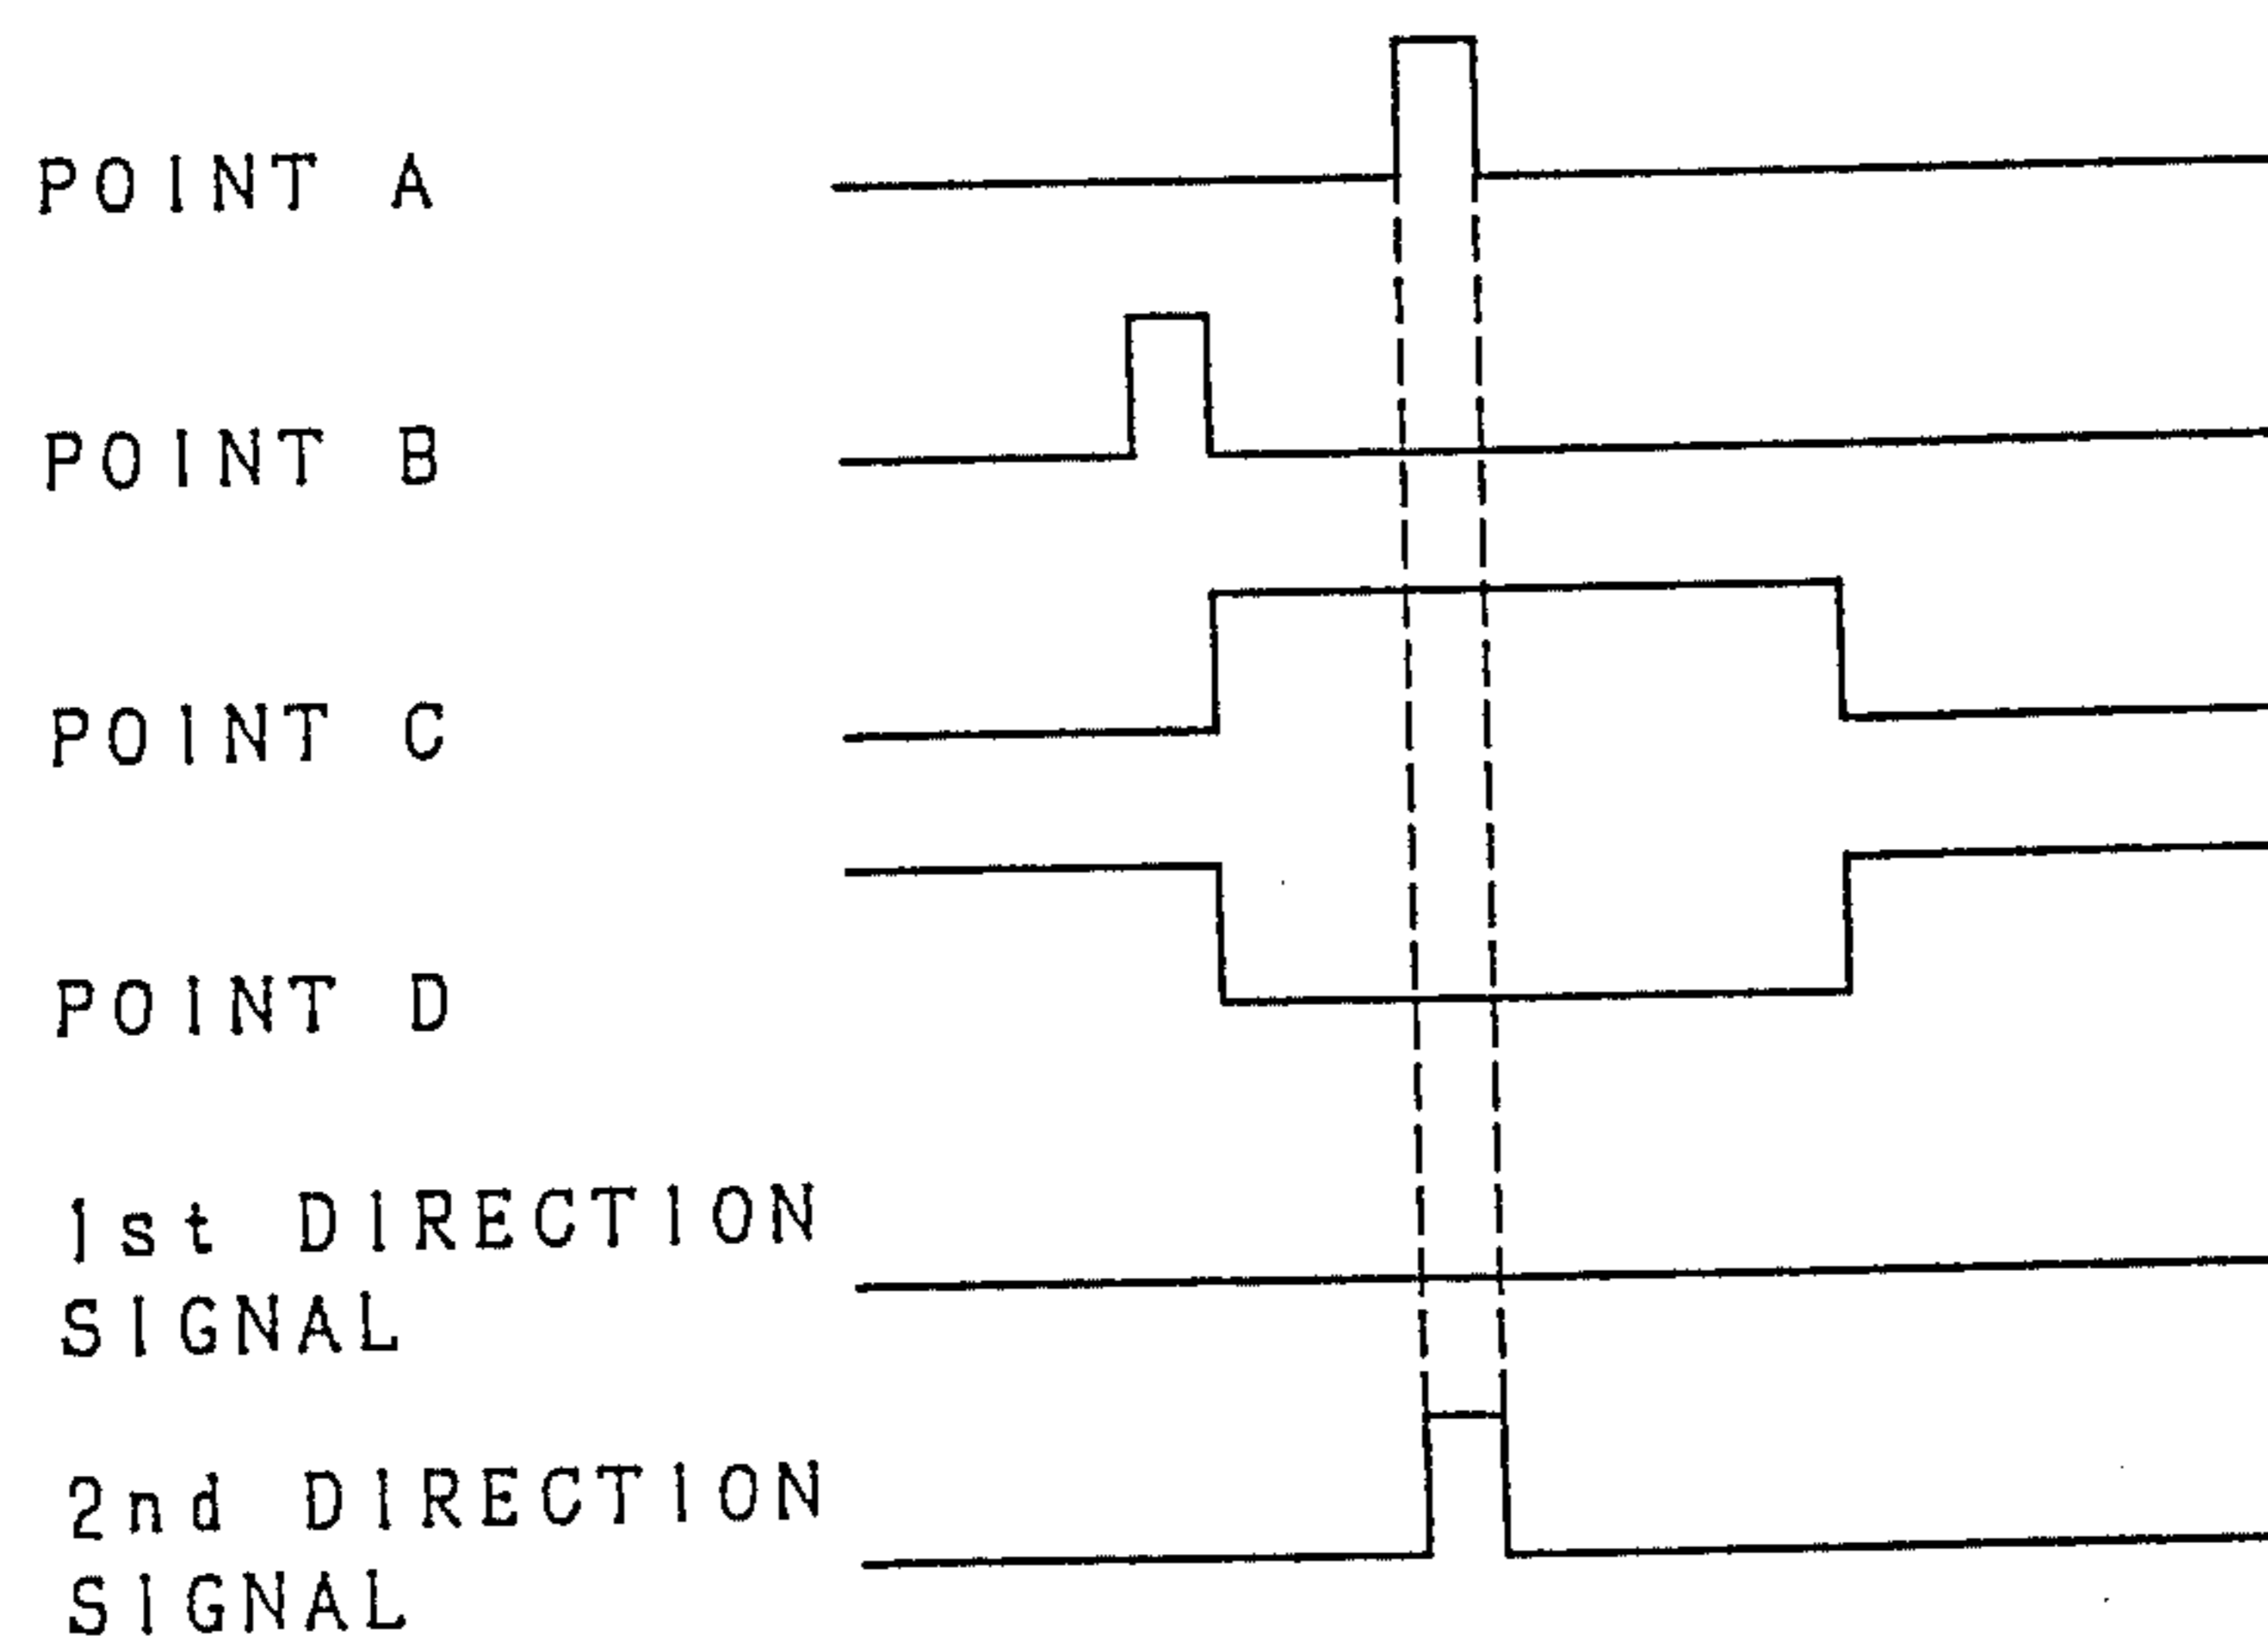 POINT A
POINT B
POINT C
POINT D
1st DIRECTION
SIGNAL
2nd DIRECTION
SIGNAL